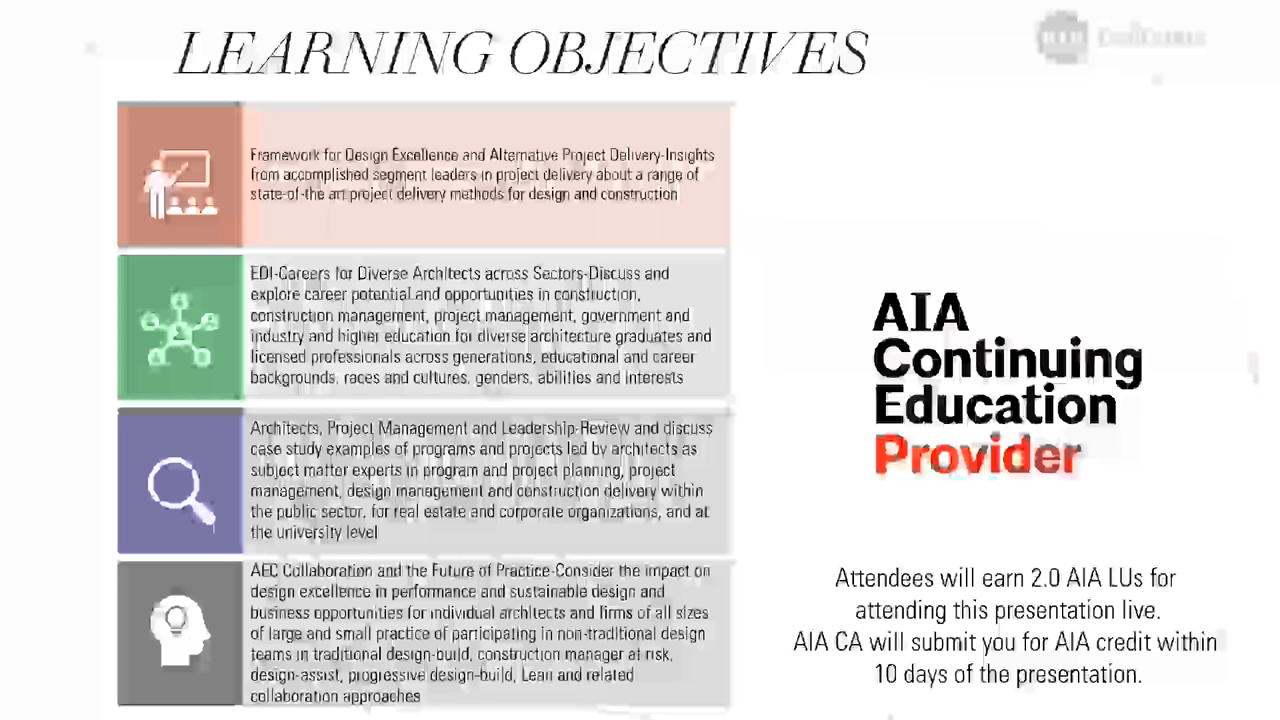 LEARNING OBJECTIVES
Framework for Design Excellence and Alternative Project Delivery-Insights
from accomplished segment leaders in project delivery about a range of
state-of-the art project delivery methods for design and construction
EDI-Careers for Diverse Architects across Sectors-Discuss and
explore career potential and opportunities in construction,
construction management, project management, government and
industry and higher education for diverse architecture graduates and
licensed professionals across generations, educational and career
backgrounds, races and cultures, genders, abilities and interests
Architects, Project Management and Leadership-Review and discuss
case study examples of programs and projects led by architects as
subject matter experts in program and project planning, project
management, design management and construction delivery within
the public sector, for real estate and corporate organizations, and at
the university level
AEC Collaboration and the Future of Practice-Consider the impact on
design excellence in performance and sustainable design and
business opportunities for individual architects and firms of all sizes
of large and small practice of participating in non-traditional design
teams in traditional design-build, construction manager at risk,
design-assist, progressive design-build, Lean and related
collaboration approaches
AIA
Continuing
Education
Provider
Attendees will earn 2.0 AIA LUs for
attending this presentation live.
AIA CA will submit you for AIA credit within
10 days of the presentation.